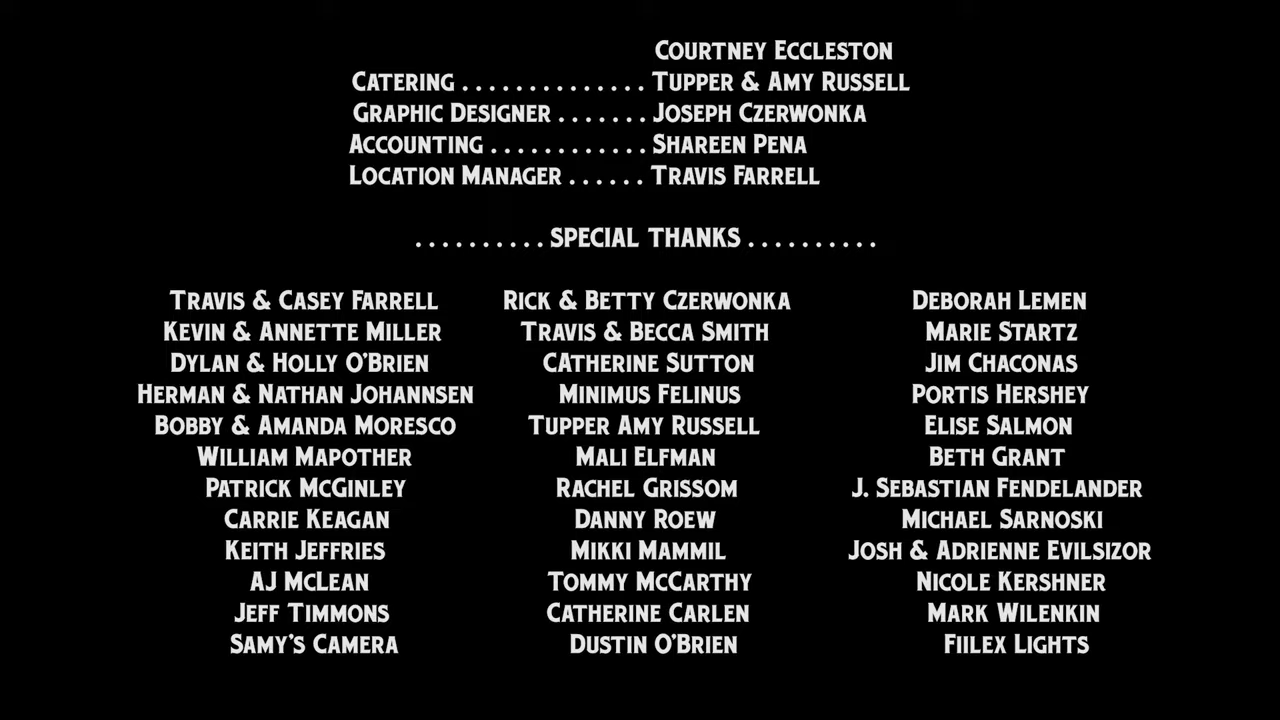 Courtney Eccleston
Catering . . . . . . . . . . . . . . Tupper & Amy Russell
Graphic Designer . . . . . . . Joseph Czerwonka
Accounting . . . . . . . . . . . . Shareen Pena
Location Manager . . . . . . Travis Farrell
. . . . . . . . . . SPECIAL THANKS . . . . . . . . . .
Travis & Casey Farrell Rick & Betty Czerwonka Deborah Lemen
Kevin & Annette Miller Travis & Becca Smith Marie Startz
Dylan & Holly O'Brien CAtherine Sutton Jim Chaconas
Herman & Nathan Johannsen Minimus Felinus Portis Hershey
Bobby & Amanda Moresco Tupper Amy Russell Elise Salmon
William Mapother Mali Elfman Beth Grant
Patrick McGinley Rachel Grissom J. Sebastian Fendelander
Carrie Keagan Danny Roew Michael Sarnoski
Keith Jeffries Mikki Mammil Josh & Adrienne Evilsizor
AJ McLean Tommy McCarthy Nicole Kershner
Jeff Timmons Catherine Carlen Mark Wilenkin
Samy's Camera Dustin O'Brien Fiilex Lights